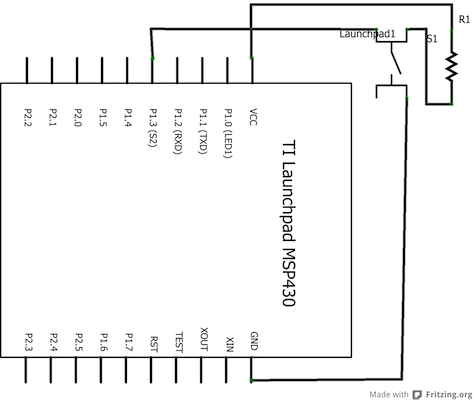 R1
Launchpad1
S1
P2.2
P2.1
P2.0
P1.5
P1.4
P1.3 (S2)
P1.2 (RXD)
P1.1 (TXD)
P1.0 (LED1)
VCC
TI Launchpad MSP430
P2.3
P2.4
P2.5
P1.6
P1.7
RST
TEST
XOUT
XIN
GND
Made with Fritzing.org